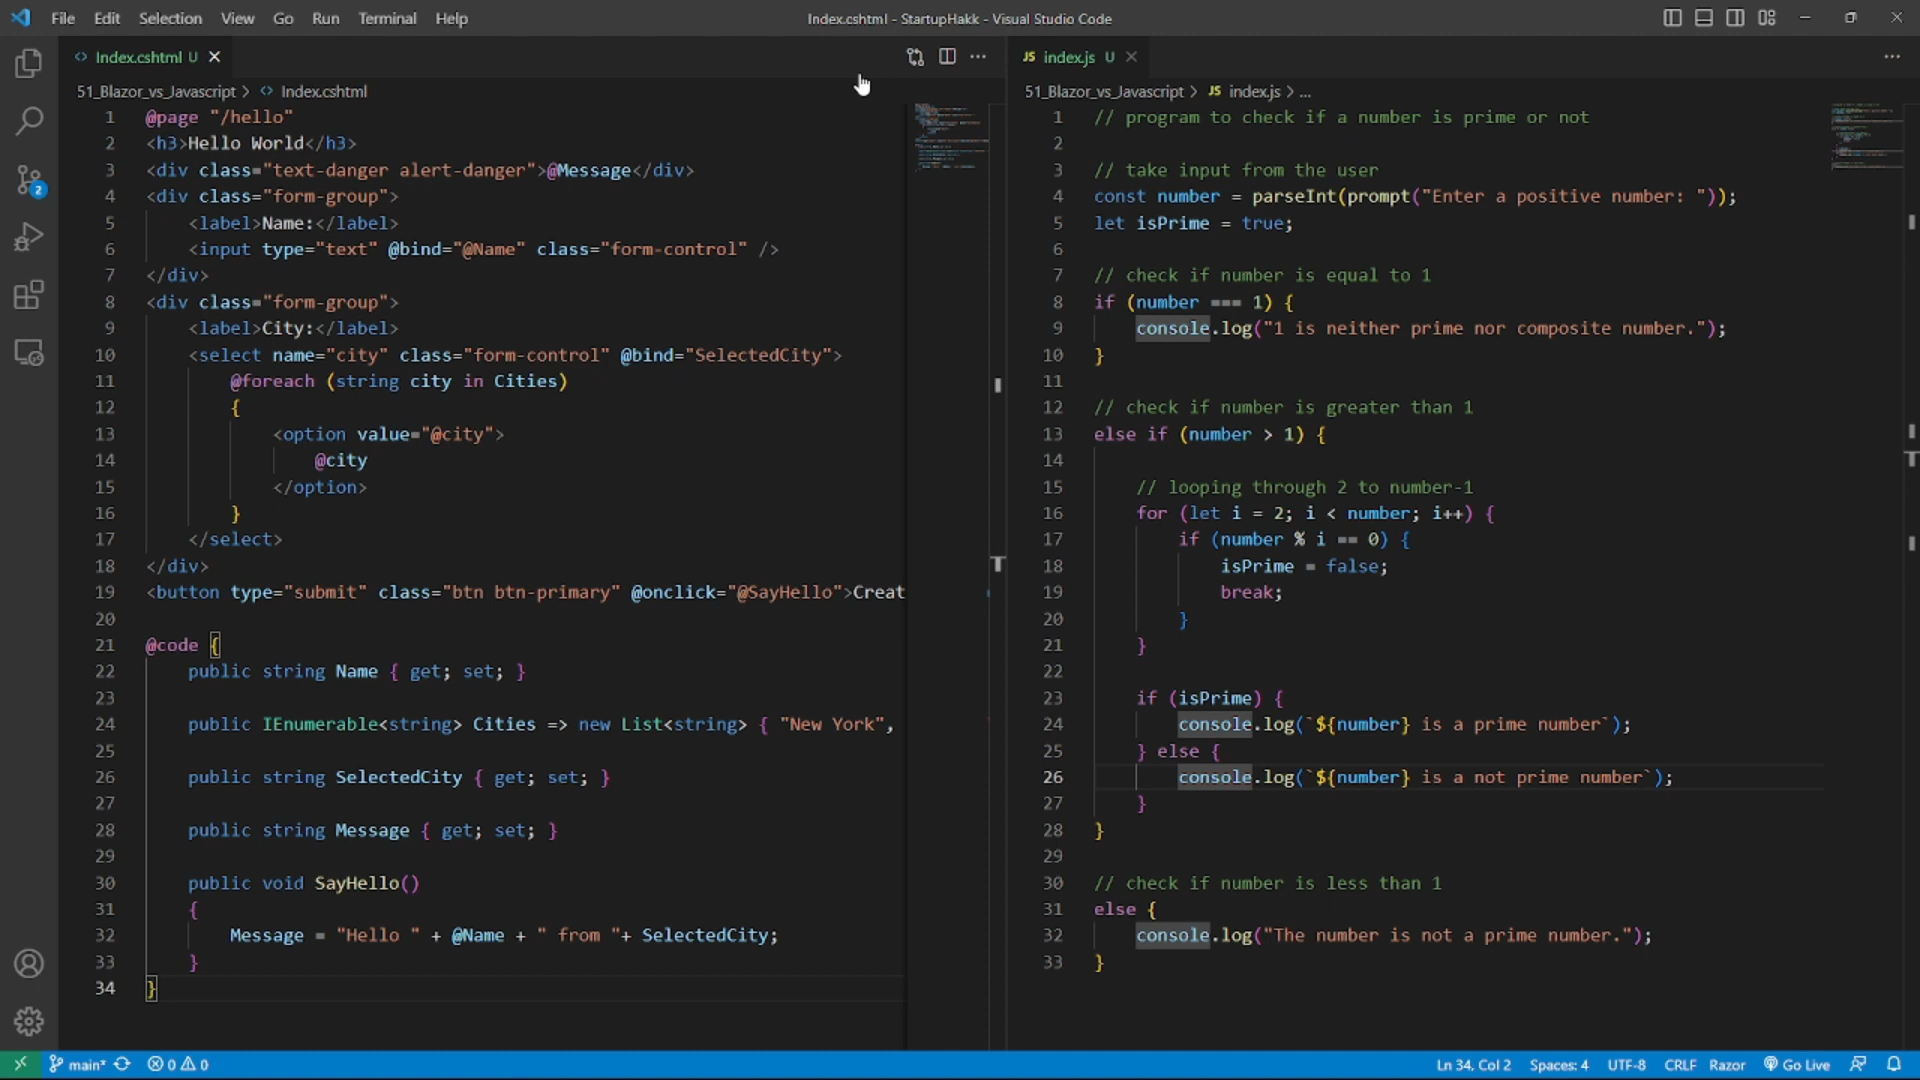 File Edit Selection View Go Run Terminal Help
Index.cshtml - StartupHakk - Visual Studio Code
Index.cshtml U
51_Blazor_vs_Javascript > Index.cshtml
1 @page "/hello"
2 <h3>Hello World</h3>
3 <div class="text-danger alert-danger">@Message</div>
4 <div class="form-group">
5 <label>Name:</label>
6 <input type="text" @bind="@Name" class="form-control" />
7 </div>
8 <div class="form-group">
9 <label>City:</label>
10 <select name="city" class="form-control" @bind="SelectedCity">
11 @foreach (string city in Cities)
12 {
13 <option value="@city">
14 @city
15 </option>
16 }
17 </select>
18 </div>
19 <button type="submit" class="btn btn-primary" @onclick="@SayHello">Creat
20
21 @code {
22 public string Name { get; set; }
23
24 public IEnumerable<string> Cities => new List<string> { "New York",
25
26 public string SelectedCity { get; set; }
27
28 public string Message { get; set; }
29
30 public void SayHello()
31 {
32 Message = "Hello " + @Name + " from "+ SelectedCity;
33 }
34 }
JS index.js U
51_Blazor_vs_Javascript > JS index.js > ...
1 // program to check if a number is prime or not
2
3 // take input from the user
4 const number = parseInt(prompt("Enter a positive number: "));
5 let isPrime = true;
6
7 // check if number is equal to 1
8 if (number === 1) {
9 console.log("1 is neither prime nor composite number.");
10 }
11
12 // check if number is greater than 1
13 else if (number > 1) {
14
15 // looping through 2 to number-1
16 for (let i = 2; i < number; i++) {
17 if (number % i == 0) {
18 isPrime = false;
19 break;
20 }
21 }
22
23 if (isPrime) {
24 console.log(`${number} is a prime number`);
25 } else {
26 console.log(`${number} is a not prime number`);
27 }
28 }
29
30 // check if number is less than 1
31 else {
32 console.log("The number is not a prime number.");
33 }
2
main* 0 0
Ln 34, Col 2 Spaces: 4 UTF-8 CRLF Razor Go Live